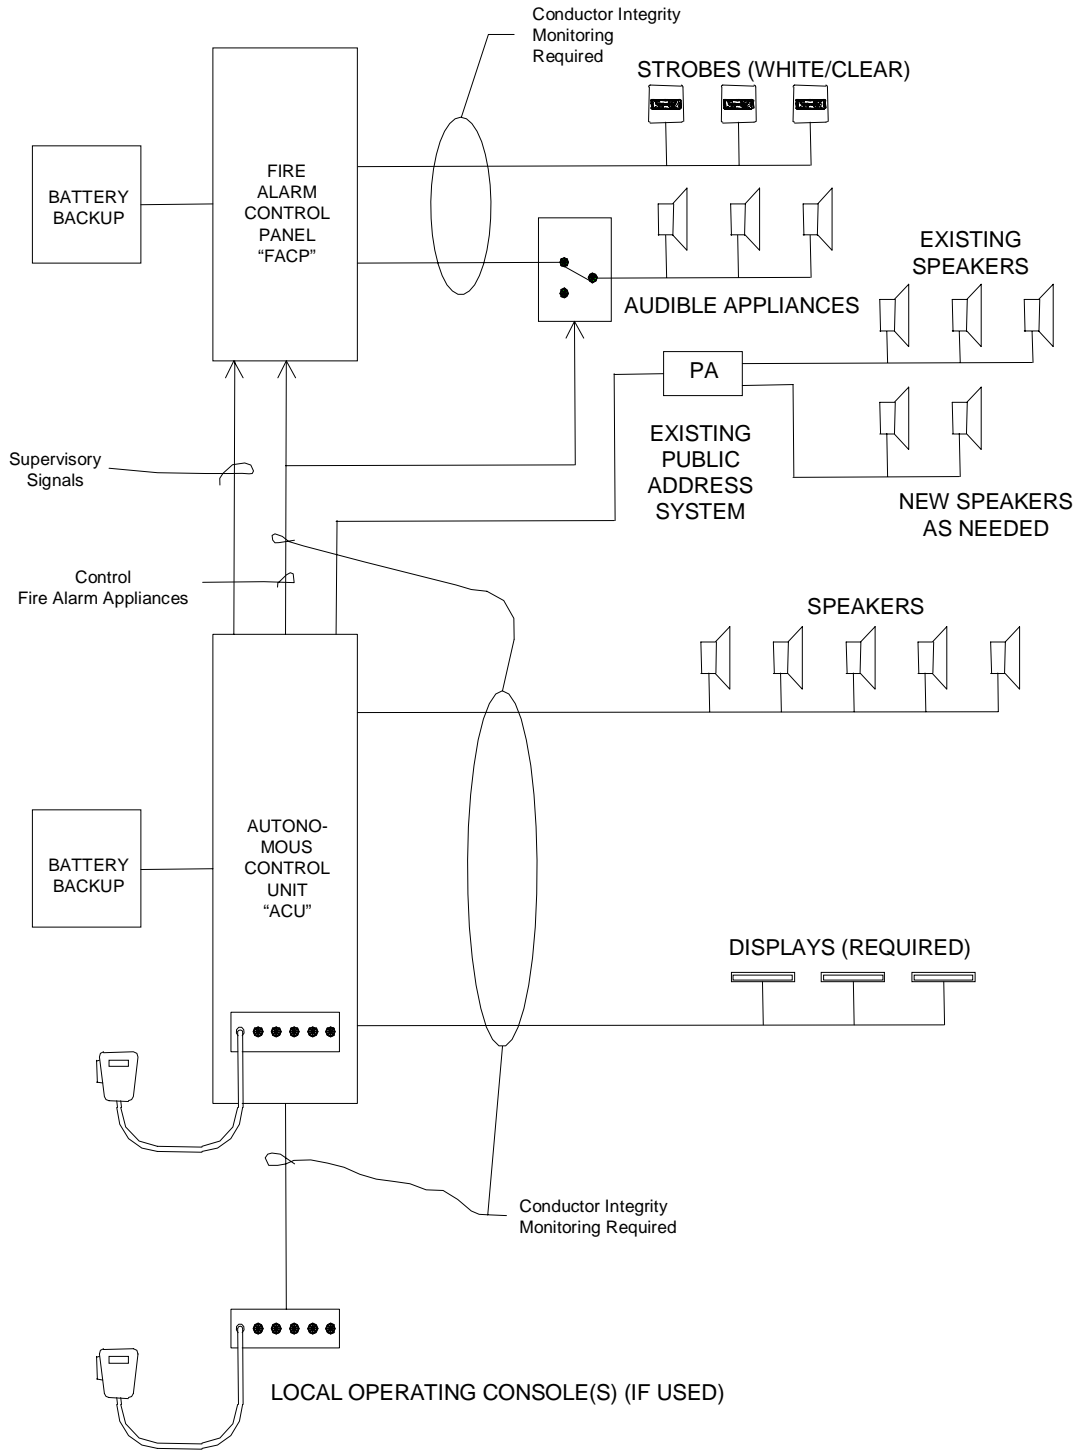 Conductor Integrity
Monitoring
Required
STROBES (WHITE/CLEAR)
BATTERY
BACKUP
FIRE
ALARM
CONTROL
PANEL
“FACP”
AUDIBLE APPLIANCES
EXISTING
SPEAKERS
PA
EXISTING
PUBLIC
ADDRESS
SYSTEM
NEW SPEAKERS
AS NEEDED
Supervisory
Signals
Control
Fire Alarm Appliances
SPEAKERS
BATTERY
BACKUP
AUTONO-
MOUS
CONTROL
UNIT
“ACU”
DISPLAYS (REQUIRED)
Conductor Integrity
Monitoring Required
LOCAL OPERATING CONSOLE(S) (IF USED)